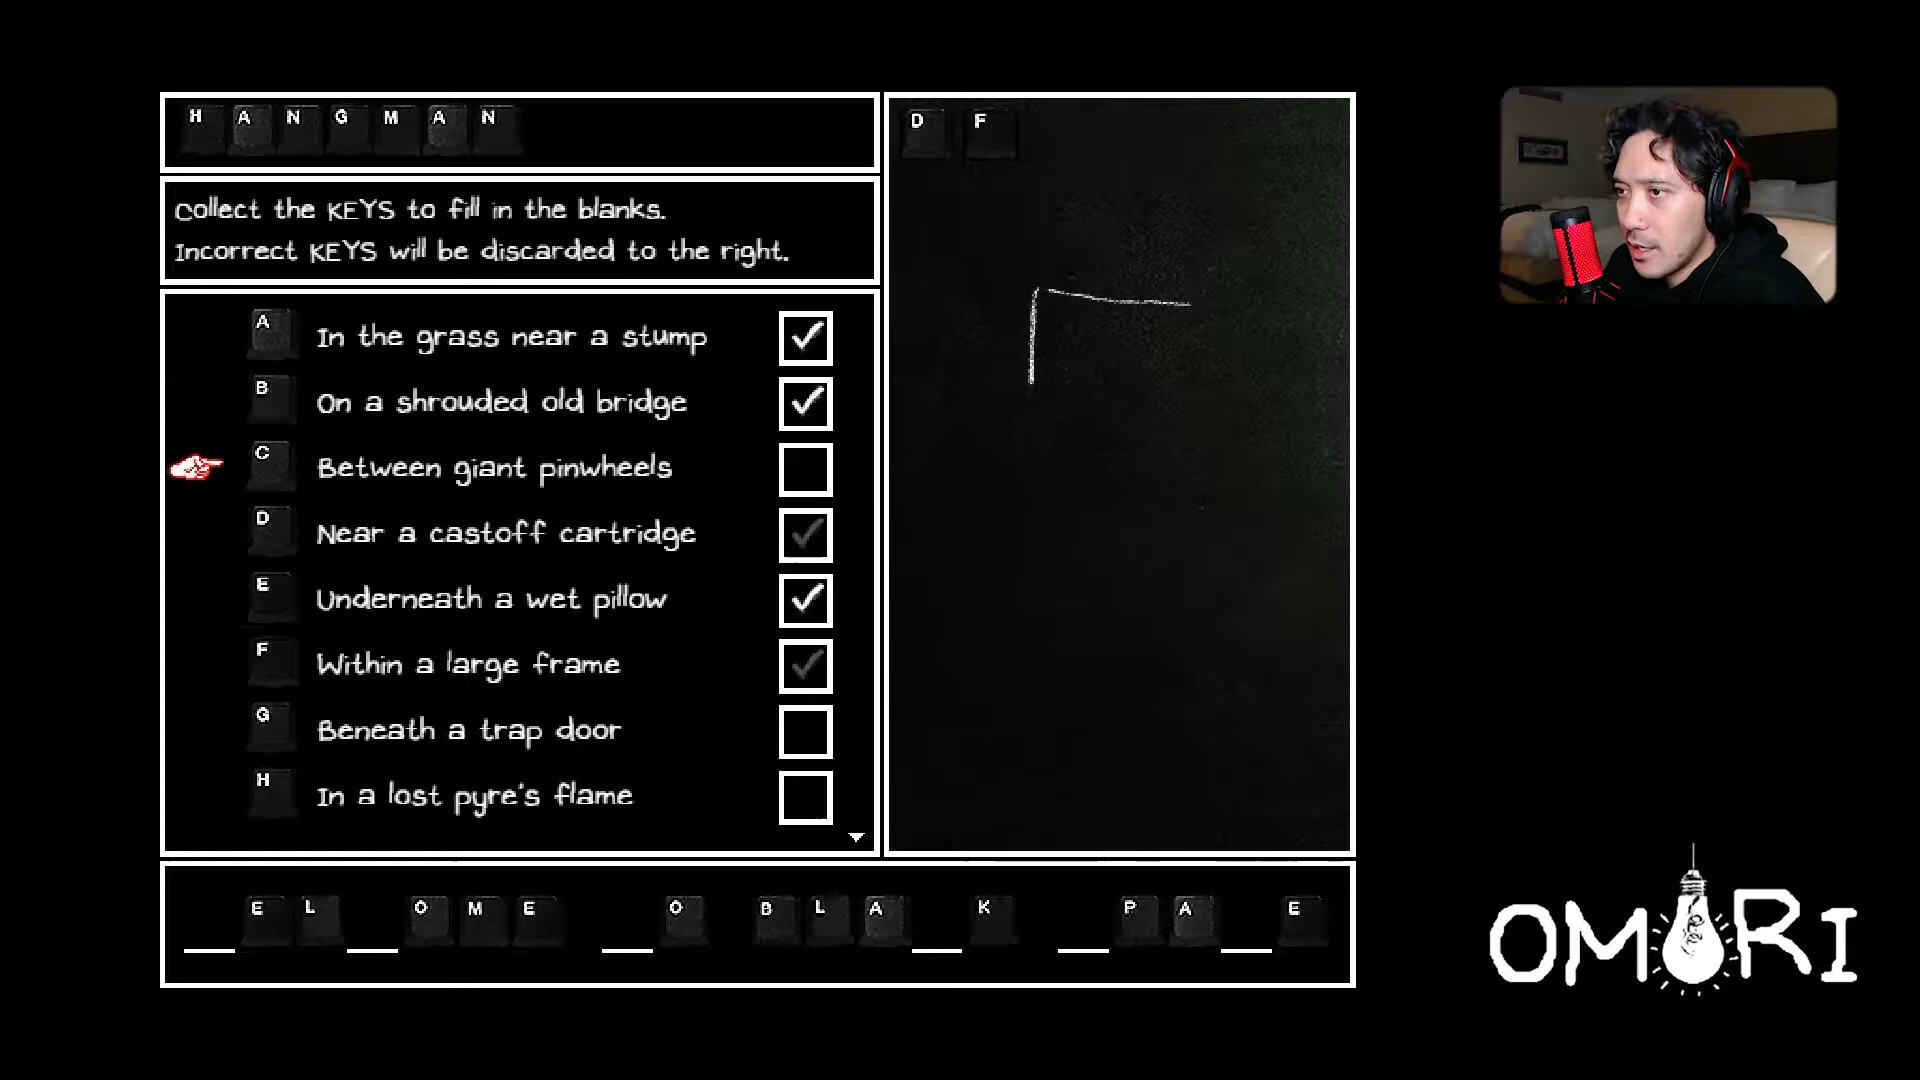 H A N G M A N
Collect the KEYS to fill in the blanks.
Incorrect KEYS will be discarded to the right.
A In the grass near a stump
B On a shrouded old bridge
C Between giant pinwheels
D Near a castoff cartridge
E Underneath a wet pillow
F Within a large frame
G Beneath a trap door
H In a lost pyre's flame
D F
_ E L _ O M E _ O B L A _ K _ P A _ E
OMORI